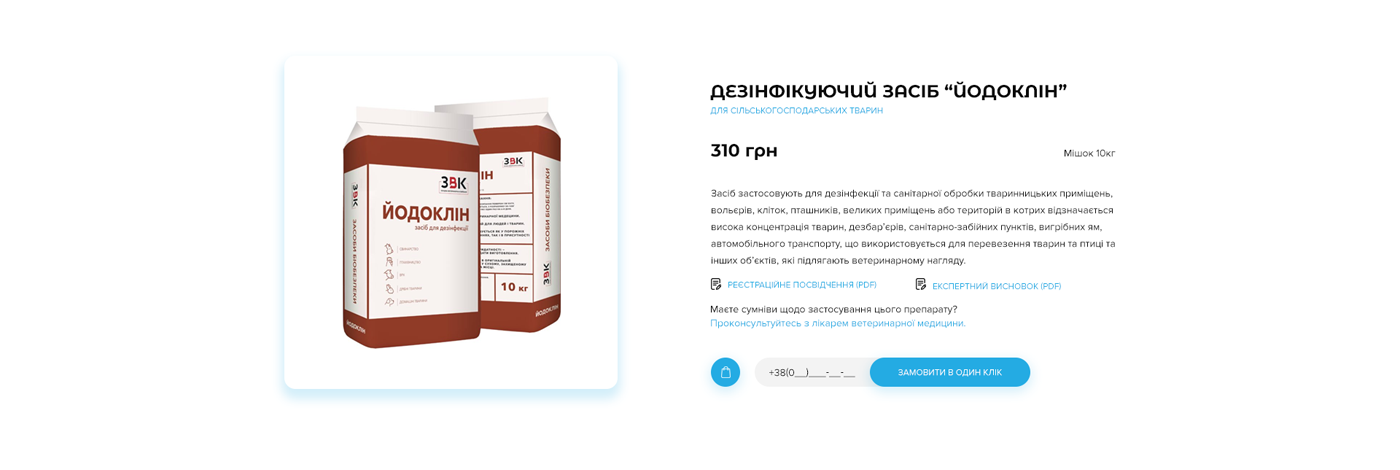 ДЕЗІНФІКУЮЧИЙ ЗАСІБ “ЙОДОКЛІН”
ДЛЯ СІЛЬСЬКОГОСПОДАРСЬКИХ ТВАРИН
310 грн
Мішок 10кг
Засіб застосовують для дезінфекції та санітарної обробки тваринницьких приміщень,
вольєрів, кліток, пташників, великих приміщень або територій в котрих відзначається
висока концентрація тварин, дезбар’єрів, санітарно-забійних пунктів, вигрібних ям,
автомобільного транспорту, що використовується для перевезення тварин та птиці та
інших об’єктів, які підлягають ветеринарному нагляду.
РЕЄСТРАЦІЙНЕ ПОСВІДЧЕННЯ (PDF)
ЕКСПЕРТНИЙ ВИСНОВОК (PDF)
Маєте сумніви щодо застосування цього препарату?
Проконсультуйтесь з лікарем ветеринарної медицини.
+38(0__)___-__-__
ЗАМОВИТИ В ОДИН КЛІК
ЗВК
ЙОДОКЛІН
засіб для дезінфекції
ЗВК
ЗАСОБИ БІОБЕЗПЕКИ
ЙОДОКЛІН
ЗВК
ІН
10 кг
ЗАСОБИ БІОБЕЗПЕКИ
ЗВК
ЙОДОКЛІН